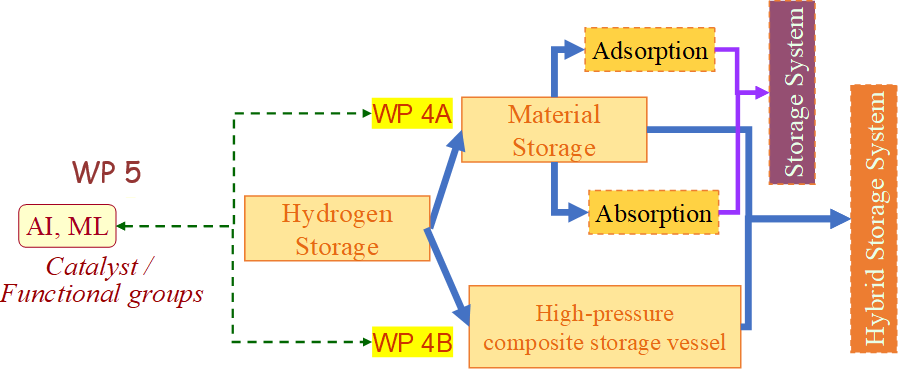 WP 5
AI, ML
Catalyst /
Functional groups
WP 4A
WP 4B
Hydrogen
Storage
Material
Storage
Adsorption
Absorption
High-pressure
composite storage vessel
Storage System
Hybrid Storage System